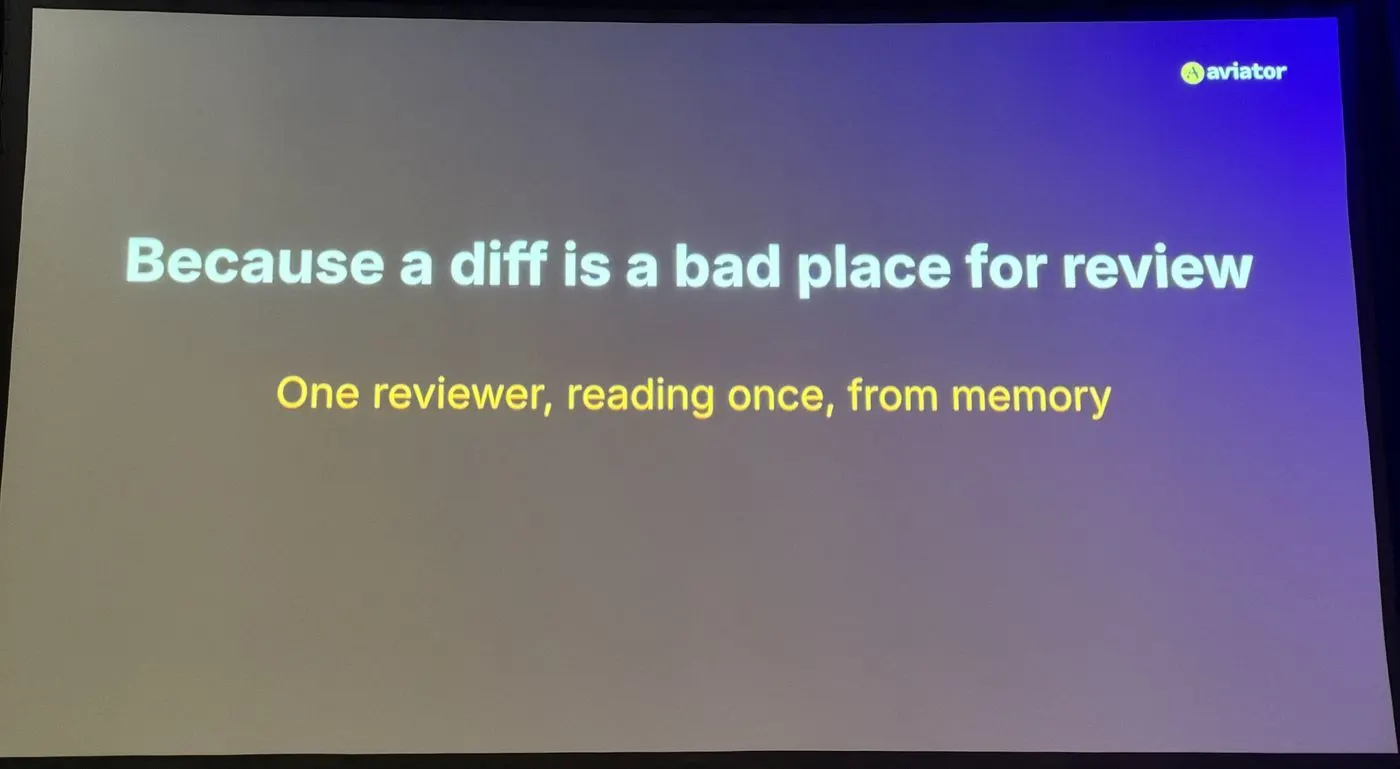 aviator
Because a diff is a bad place for review
One reviewer, reading once, from memory